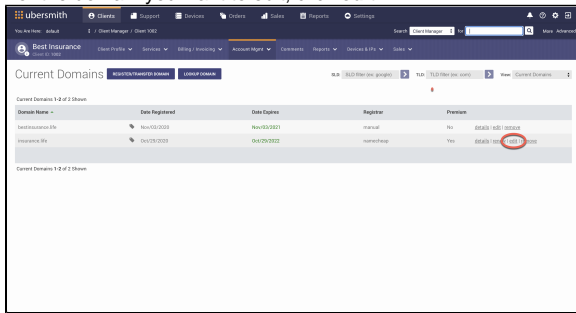 ubersmith Clients Support Devices Orders Sales Reports Settings
You Are Here: default / Client Manager / Client 1002 Search Client Manager for More Advanced
Best Insurance
Client ID: 1002
Client Profile Services Billing / Invoicing Account Mgmt Comments Reports Devices & IPs Sales
Current Domains REGISTER/TRANSFER DOMAIN LOOKUP DOMAIN SLD: SLD filter (ex: google) TLD: TLD filter (ex: com) View: Current Domains
Current Domains 1-2 of 2 Shown
Domain Name Date Registered Date Expires Registrar Premium
bestinsurance.life Nov/03/2020 Nov/03/2021 manual No details | edit | remove
insurance.life Oct/29/2020 Oct/29/2022 namecheap Yes details | renew | edit | remove
Current Domains 1-2 of 2 Shown